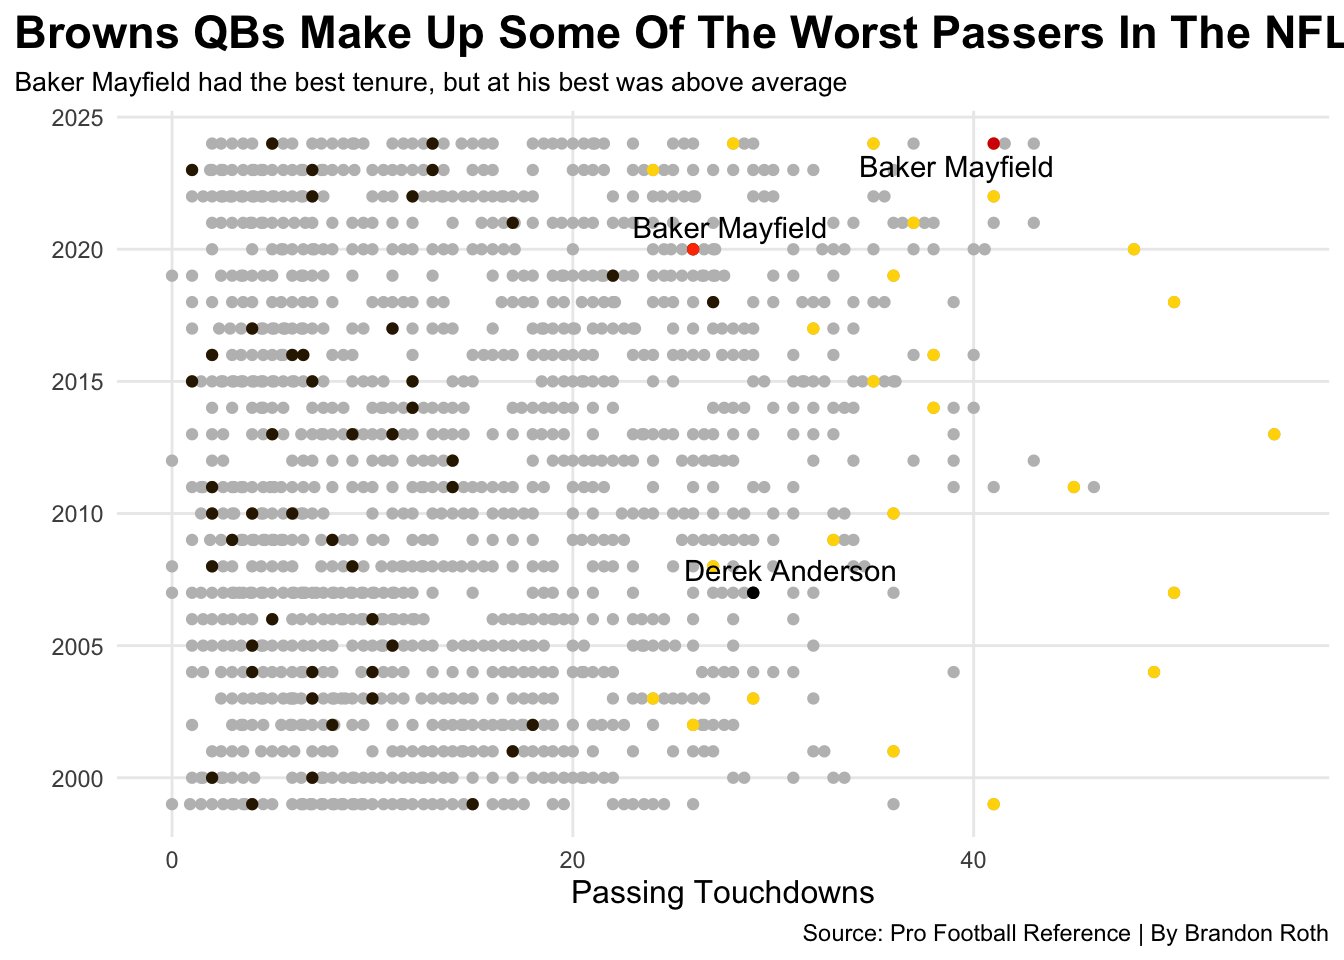 Browns QBs Make Up Some Of The Worst Passers In The NFL
Baker Mayfield had the best tenure, but at his best was above average
2025
Baker Mayfield
Baker Mayfield
2020
2015
2010
Derek Anderson
2005
2000
0
20
40
Passing Touchdowns
Source: Pro Football Reference | By Brandon Roth